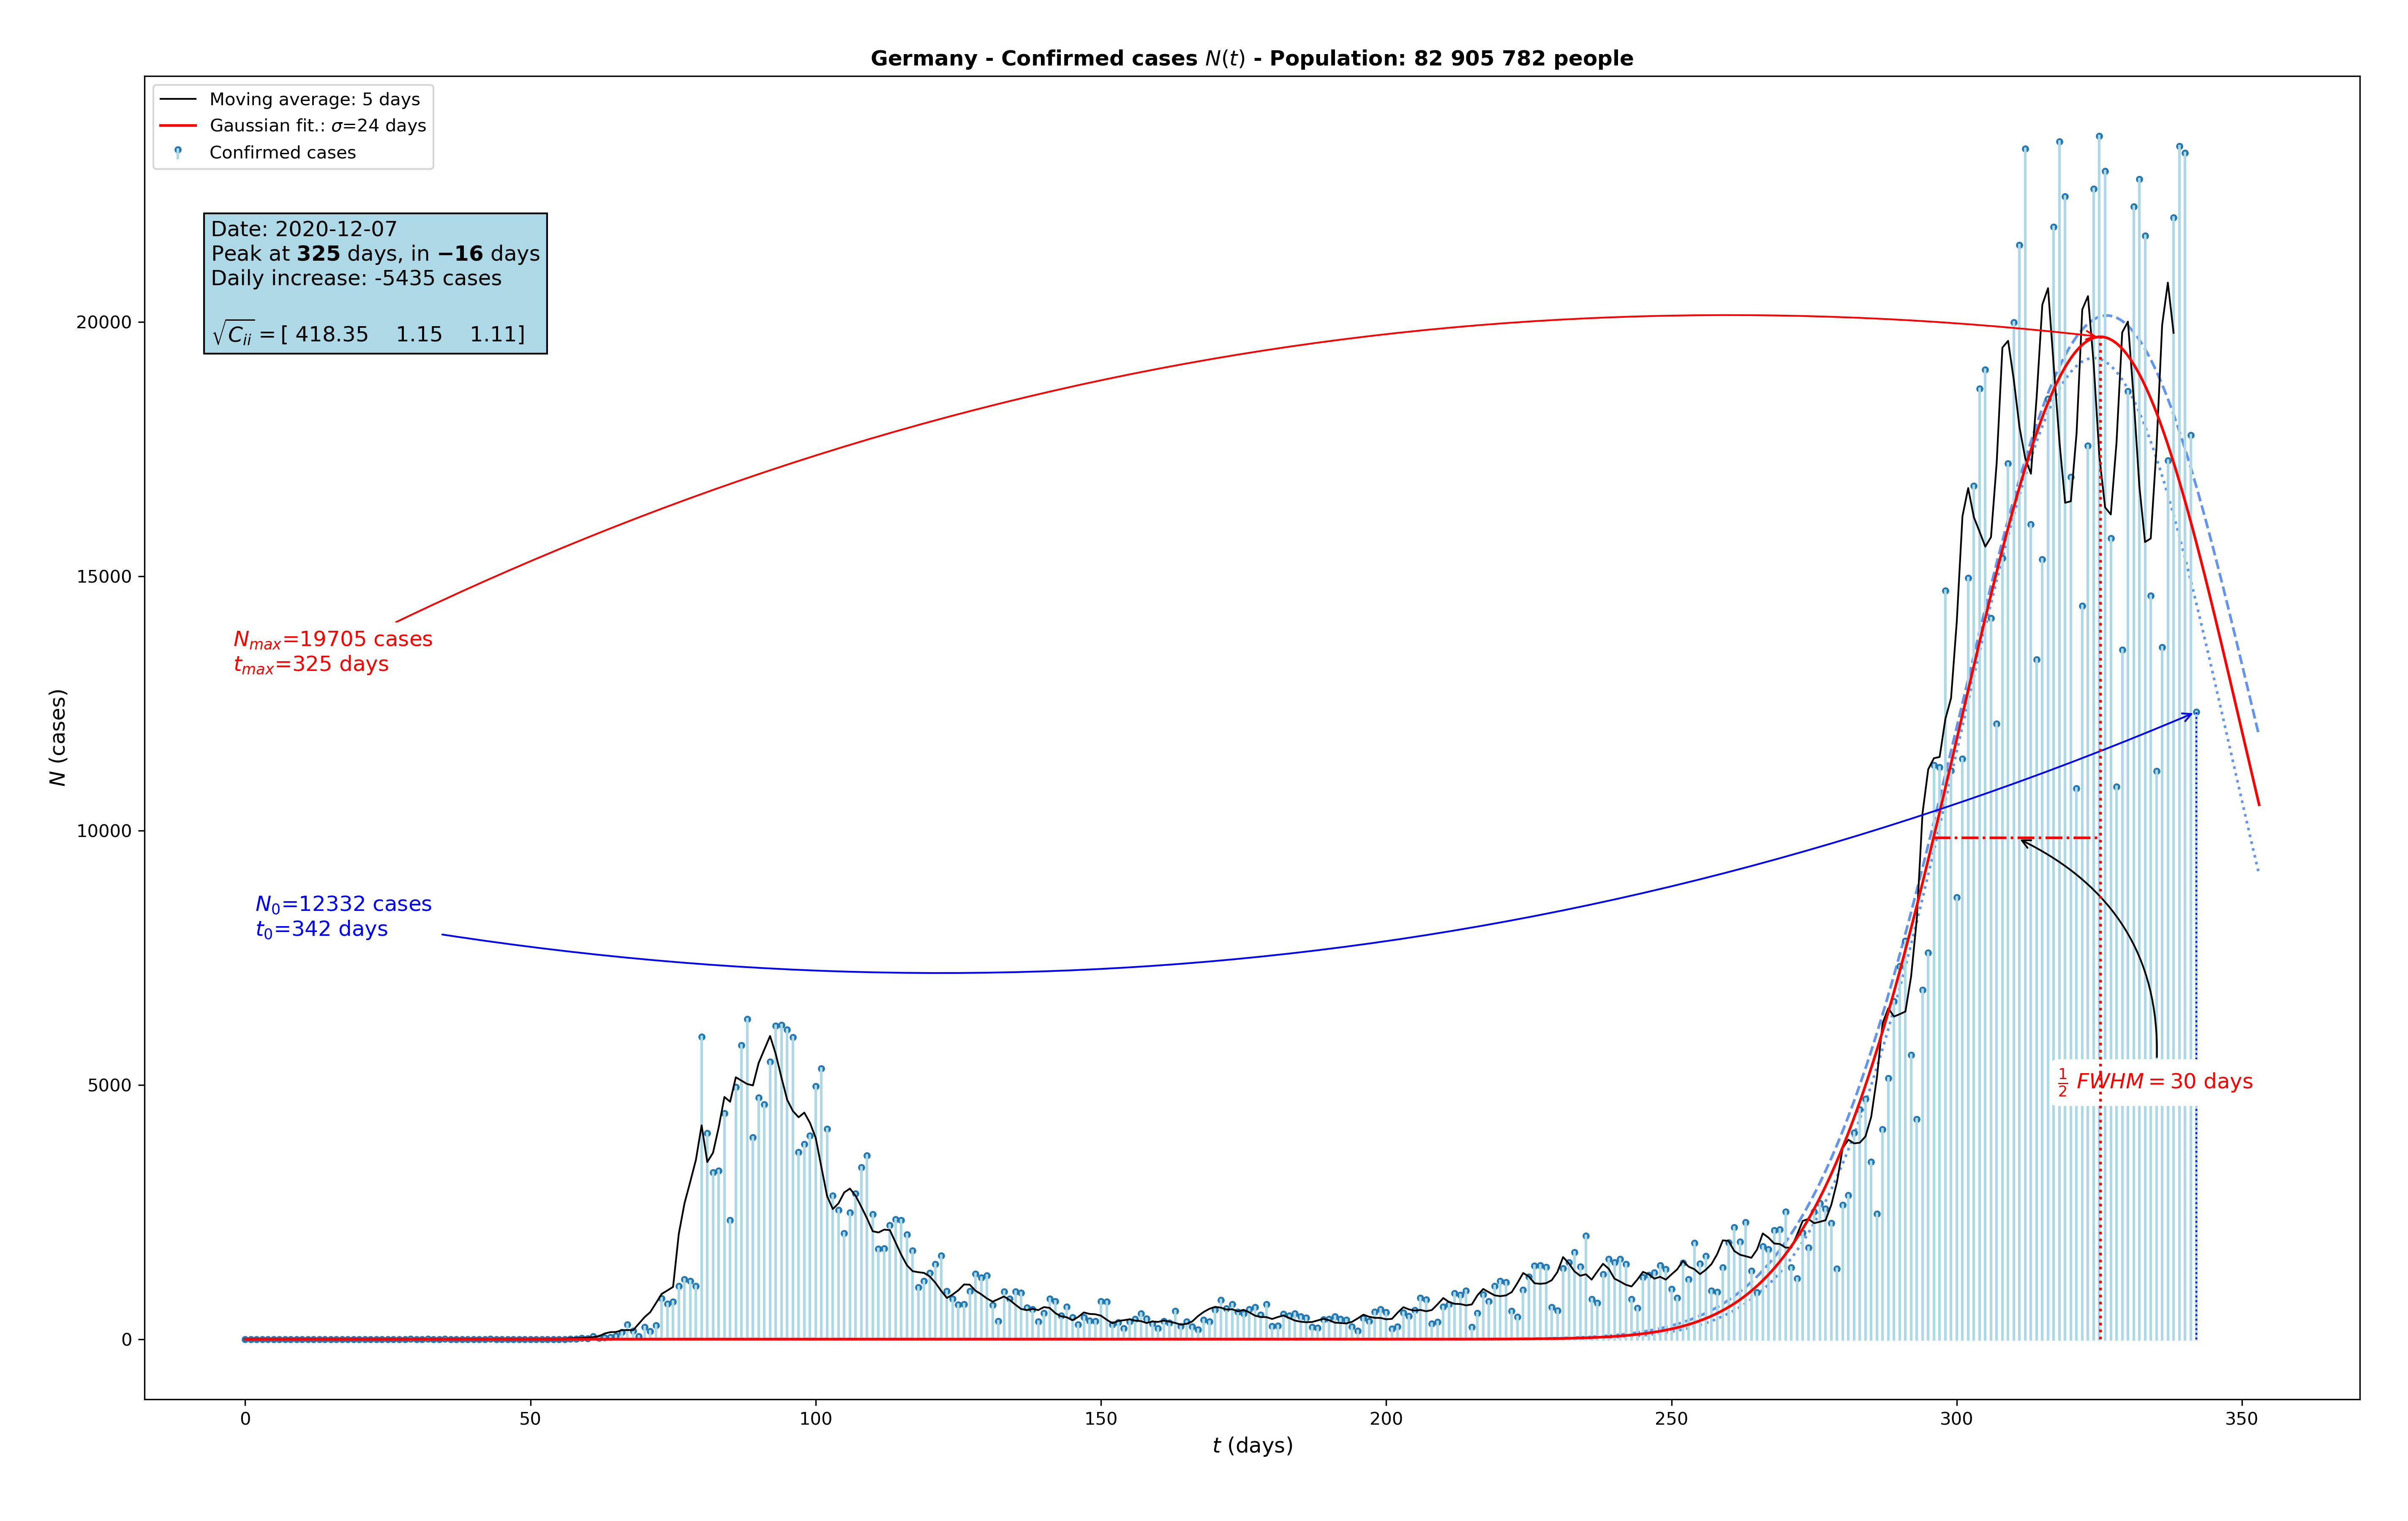 Germany - Confirmed cases N(t) - Population: 82 905 782 people
Moving average: 5 days
Gaussian fit.: σ=24 days
Confirmed cases
Date: 2020-12-07
Peak at 325 days, in −16 days
Daily increase: -5435 cases
√C_ii = [ 418.35 1.15 1.11]
N_max=19705 cases
t_max=325 days
N_0=12332 cases
t_0=342 days
1/2 FWHM = 30 days
20000
15000
10000
5000
0
N (cases)
0 50 100 150 200 250 300 350
t (days)